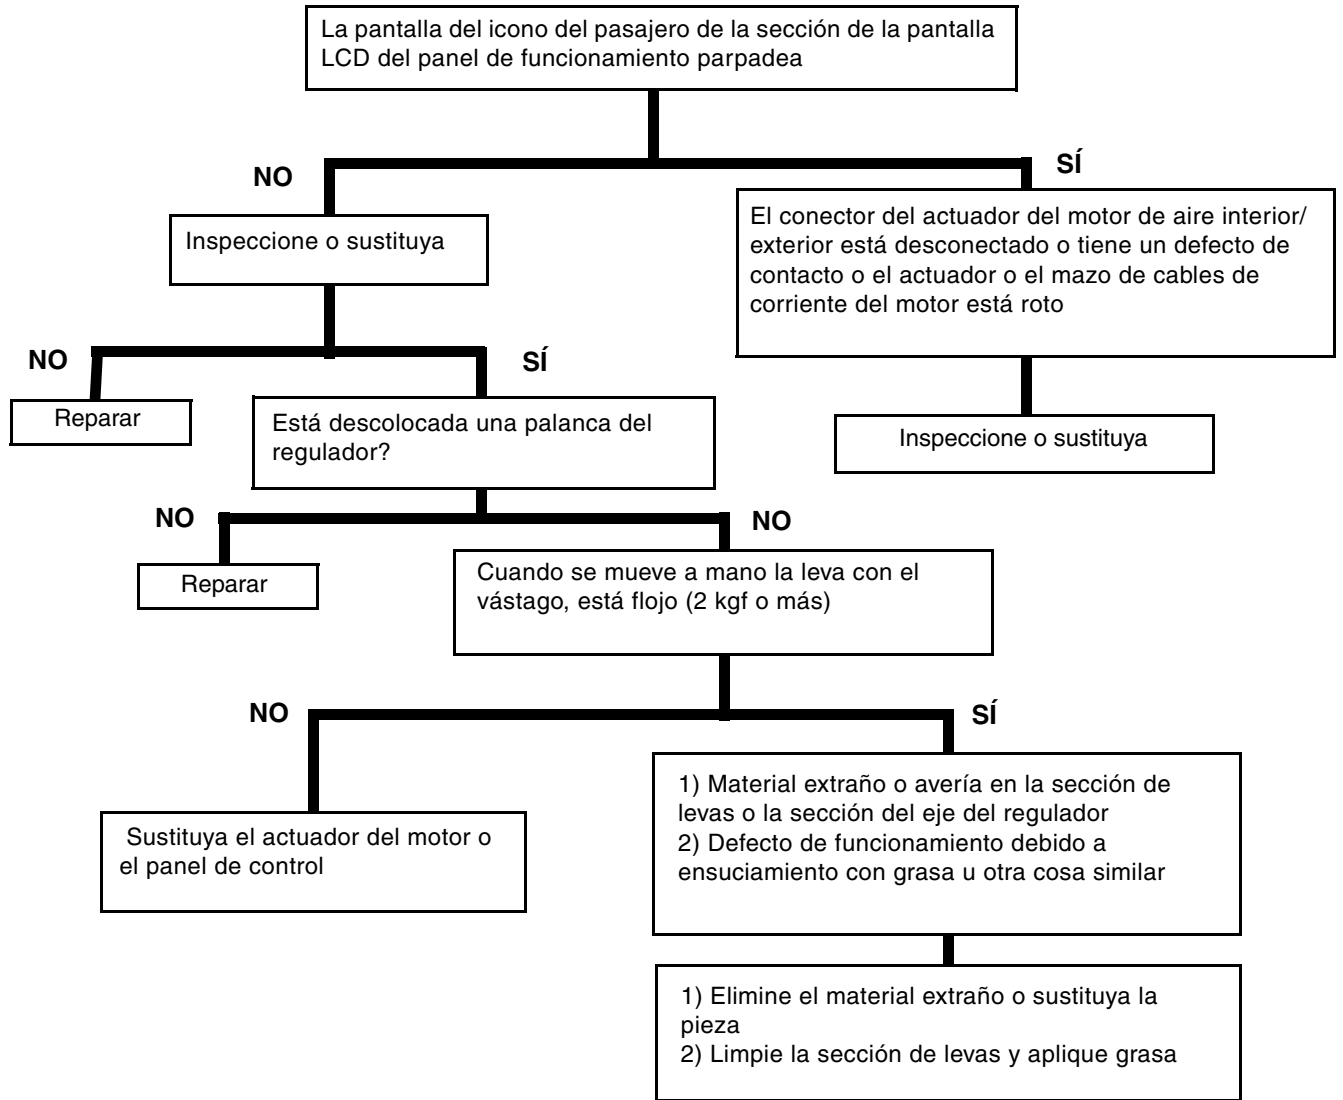 La pantalla del icono del pasajero de la sección de la pantalla
LCD del panel de funcionamiento parpadea
NO
SÍ
Inspeccione o sustituya
El conector del actuador del motor de aire interior/
exterior está desconectado o tiene un defecto de
contacto o el actuador o el mazo de cables de
corriente del motor está roto
NO
SÍ
Reparar
Está descolocada una palanca del
regulador?
Inspeccione o sustituya
NO
NO
Reparar
Cuando se mueve a mano la leva con el
vástago, está flojo (2 kgf o más)
NO
SÍ
Sustituya el actuador del motor o
el panel de control
1) Material extraño o avería en la sección de
levas o la sección del eje del regulador
2) Defecto de funcionamiento debido a
ensuciamiento con grasa u otra cosa similar
1) Elimine el material extraño o sustituya la
pieza
2) Limpie la sección de levas y aplique grasa